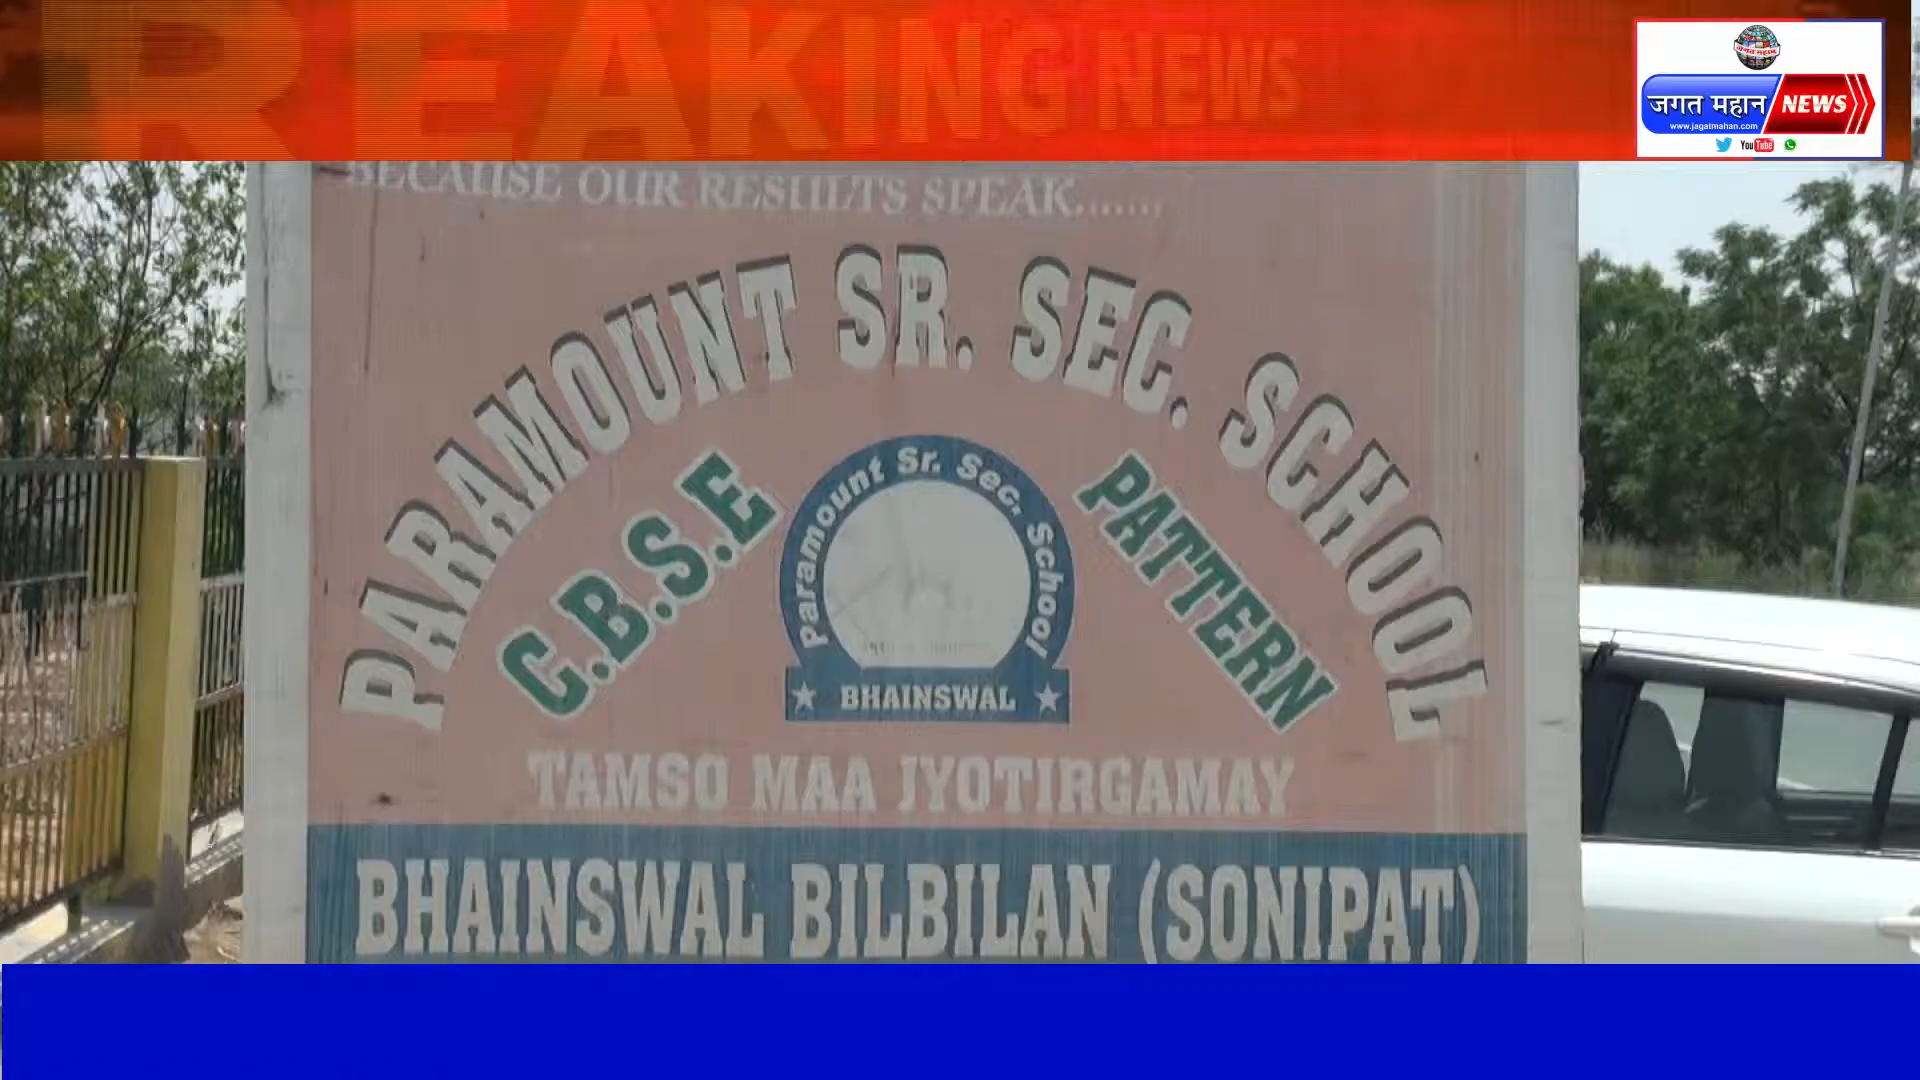 BREAKING NEWS
जगत महान NEWS
www.jagatmahan.com
YouTube
BECAUSE OUR RESULTS SPEAK......
PARAMOUNT SR. SEC. SCHOOL
C.B.S.E PATTERN
Paramount Sr. Sec. School
BHAINSWAL
TAMSO MAA JYOTIRGAMAY
BHAINSWAL BILBILAN (SONIPAT)